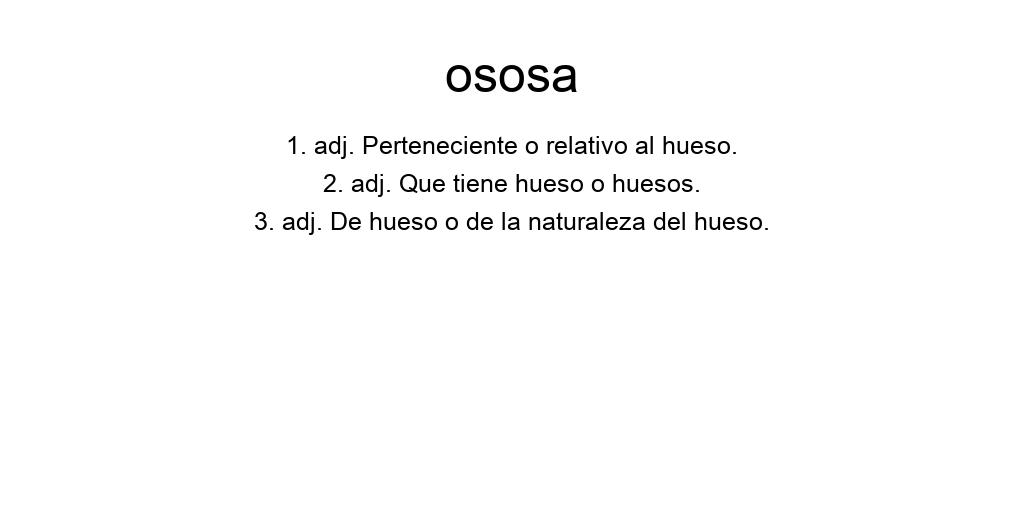 ososa
1. adj. Perteneciente o relativo al hueso.
2. adj. Que tiene hueso o huesos.
3. adj. De hueso o de la naturaleza del hueso.